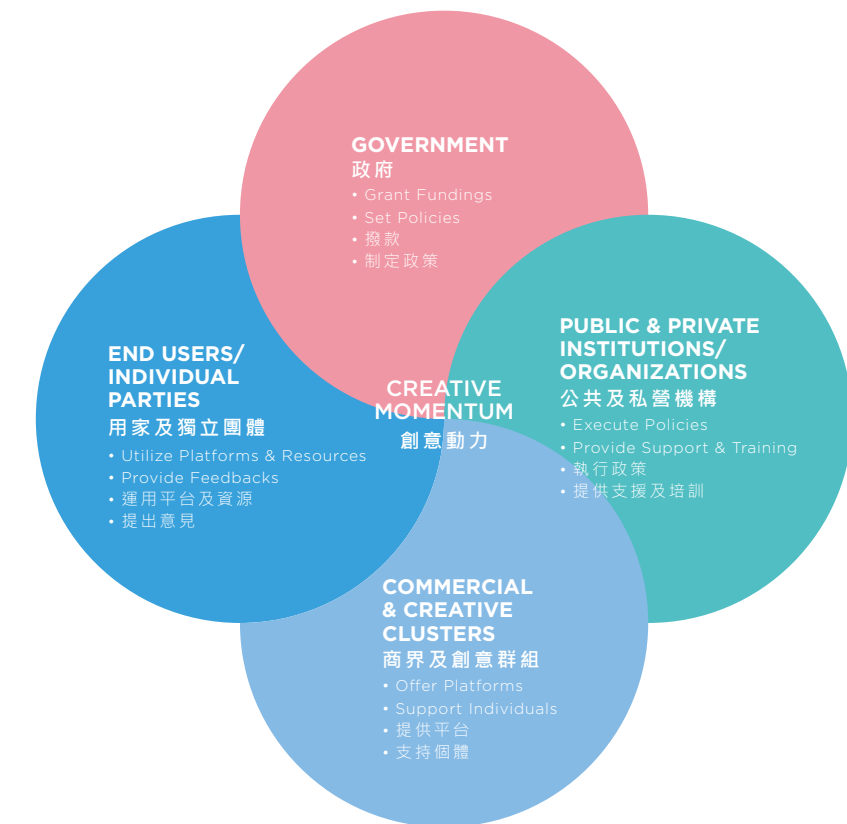 GOVERNMENT
政府
• Grant Fundings
• Set Policies
• 撥款
• 制定政策
END USERS/
INDIVIDUAL
PARTIES
用家及獨立團體
• Utilize Platforms & Resources
• Provide Feedbacks
• 運用平台及資源
• 提出意見
CREATIVE
MOMENTUM
創意動力
PUBLIC & PRIVATE
INSTITUTIONS/
ORGANIZATIONS
公共及私營機構
• Execute Policies
• Provide Support & Training
• 執行政策
• 提供支援及培訓
COMMERCIAL
& CREATIVE
CLUSTERS
商界及創意群組
• Offer Platforms
• Support Individuals
• 提供平台
• 支持個體